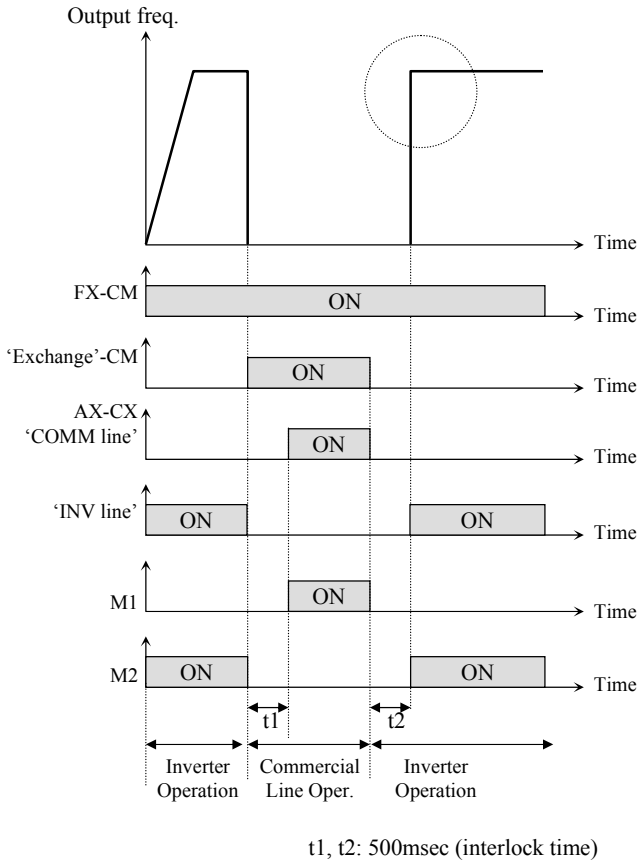 Output freq.
Time
FX-CM
ON
Time
‘Exchange’-CM
ON
Time
AX-CX
‘COMM line’
ON
Time
‘INV line’
ON
ON
Time
M1
ON
Time
M2
ON
ON
Time
t1
t2
Inverter
Operation
Commercial
Line Oper.
Inverter
Operation
t1, t2: 500msec (interlock time)